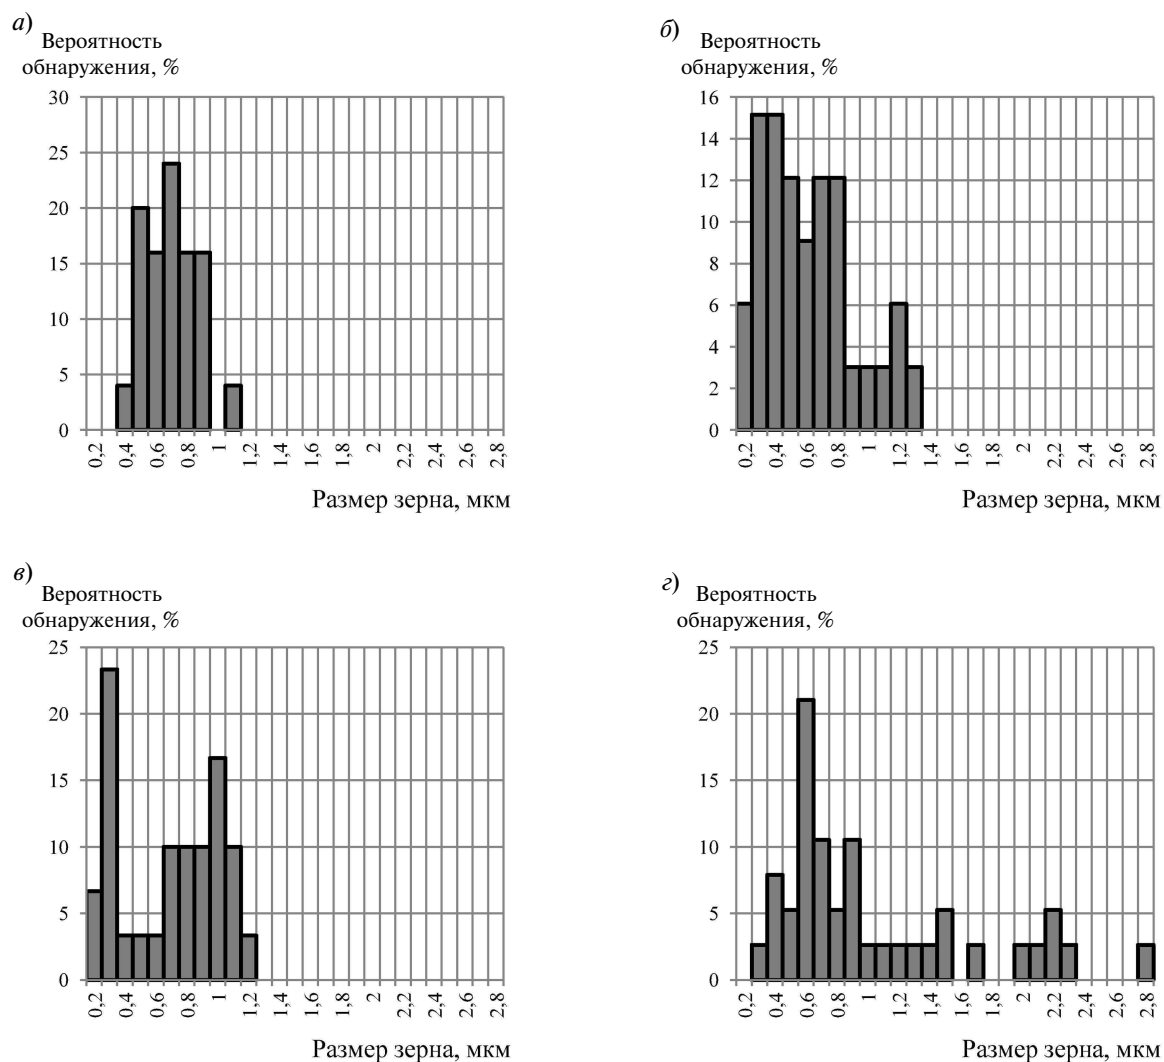 а)
Вероятность
обнаружения, %
30
25
20
15
10
5
0
0,2 0,4 0,6 0,8 1 1,2 1,4 1,6 1,8 2 2,2 2,4 2,6 2,8
Размер зерна, мкм
б)
Вероятность
обнаружения, %
16
14
12
10
8
6
4
2
0
0,2 0,4 0,6 0,8 1 1,2 1,4 1,6 1,8 2 2,2 2,4 2,6 2,8
Размер зерна, мкм
в)
Вероятность
обнаружения, %
25
20
15
10
5
0
0,2 0,4 0,6 0,8 1 1,2 1,4 1,6 1,8 2 2,2 2,4 2,6 2,8
Размер зерна, мкм
г)
Вероятность
обнаружения, %
25
20
15
10
5
0
0,2 0,4 0,6 0,8 1 1,2 1,4 1,6 1,8 2 2,2 2,4 2,6 2,8
Размер зерна, мкм